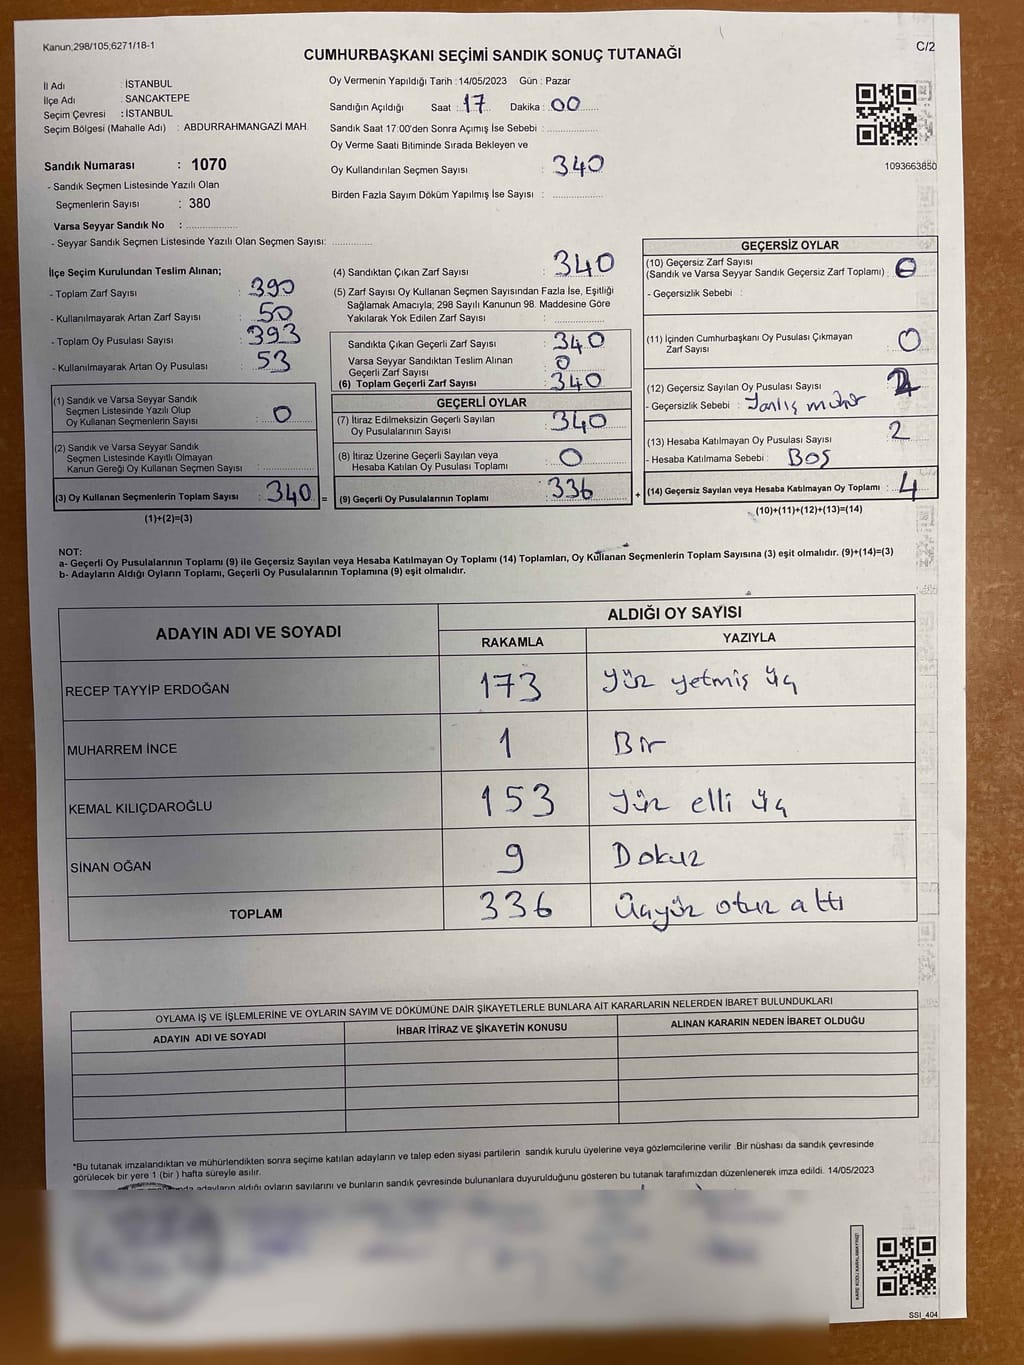 Kanun;298/105;6271/18-1
C/2
CUMHURBAŞKANI SEÇİMİ SANDIK SONUÇ TUTANAĞI
İl Adı : İSTANBUL
İlçe Adı : SANCAKTEPE
Seçim Çevresi : İSTANBUL
Seçim Bölgesi (Mahalle Adı) : ABDURRAHMANGAZİ MAH.
Sandık Numarası : 1070
- Sandık Seçmen Listesinde Yazılı Olan
Seçmenlerin Sayısı : 380
Varsa Seyyar Sandık No :
- Seyyar Sandık Seçmen Listesinde Yazılı Olan Seçmen Sayısı:
Oy Vermenin Yapıldığı Tarih : 14/05/2023 Gün : Pazar
Sandığın Açıldığı Saat : 17 Dakika : 00
Sandık Saat 17:00'den Sonra Açımış İse Sebebi :
Oy Verme Saati Bitiminde Sırada Bekleyen ve
Oy Kullandırılan Seçmen Sayısı : 340
Birden Fazla Sayım Döküm Yapılmış İse Sayısı :
1093663850
İlçe Seçim Kurulundan Teslim Alınan;
- Toplam Zarf Sayısı : 390
- Kullanılmayarak Artan Zarf Sayısı : 50
- Toplam Oy Pusulası Sayısı : 393
- Kullanılmayarak Artan Oy Pusulası : 53
(1) Sandık ve Varsa Seyyar Sandık
Seçmen Listesinde Yazılı Olup
Oy Kullanan Seçmenlerin Sayısı : 0
(2) Sandık ve Varsa Seyyar Sandık
Seçmen Listesinde Kayıtlı Olmayan
Kanun Gereği Oy Kullanan Seçmen Sayısı :
(3) Oy Kullanan Seçmenlerin Toplam Sayısı : 340 =
(1)+(2)=(3)
(4) Sandıktan Çıkan Zarf Sayısı : 340
(5) Zarf Sayısı Oy Kullanan Seçmen Sayısından Fazla İse, Eşitliği
Sağlamak Amacıyla; 298 Sayılı Kanunun 98. Maddesine Göre
Yakılarak Yok Edilen Zarf Sayısı :
Sandıkta Çıkan Geçerli Zarf Sayısı : 340
Varsa Seyyar Sandıktan Teslim Alınan
Geçerli Zarf Sayısı : 0
(6) Toplam Geçerli Zarf Sayısı : 340
GEÇERLİ OYLAR
(7) İtiraz Edilmeksizin Geçerli Sayılan
Oy Pusulalarının Sayısı : 340
(8) İtiraz Üzerine Geçerli Sayılan veya
Hesaba Katılan Oy Pusulası Toplamı : 0
(9) Geçerli Oy Pusulalarının Toplamı : 336 +
GEÇERSİZ OYLAR
(10) Geçersiz Zarf Sayısı
(Sandık ve Varsa Seyyar Sandık Geçersiz Zarf Toplamı) : 0
- Geçersizlik Sebebi :
(11) İçinden Cumhurbaşkanı Oy Pusulası Çıkmayan
Zarf Sayısı : 0
(12) Geçersiz Sayılan Oy Pusulası Sayısı :
- Geçersizlik Sebebi : Yanlış mühür
(13) Hesaba Katılmayan Oy Pusulası Sayısı : 2
- Hesaba Katılmama Sebebi : BOŞ
(14) Geçersiz Sayılan veya Hesaba Katılmayan Oy Toplamı : 4
(10)+(11)+(12)+(13)=(14)
NOT:
a- Geçerli Oy Pusulalarının Toplamı (9) ile Geçersiz Sayılan veya Hesaba Katılmayan Oy Toplamı (14) Toplamları, Oy Kullanan Seçmenlerin Toplam Sayısına (3) eşit olmalıdır. (9)+(14)=(3)
b- Adayların Aldığı Oyların Toplamı, Geçerli Oy Pusulalarının Toplamına (9) eşit olmalıdır.
ADAYIN ADI VE SOYADI
ALDIĞI OY SAYISI
RAKAMLA YAZIYLA
RECEP TAYYİP ERDOĞAN 173 Yüz yetmiş üç
MUHARREM İNCE 1 Bir
KEMAL KILIÇDAROĞLU 153 Yüz elli üç
SİNAN OĞAN 9 Dokuz
TOPLAM 336 Üçyüz otuz altı
OYLAMA İŞ VE İŞLEMLERİNE VE OYLARIN SAYIM VE DÖKÜMÜNE DAİR ŞİKAYETLERLE BUNLARA AİT KARARLARIN NELERDEN İBARET BULUNDUKLARI
ADAYIN ADI VE SOYADI İHBAR İTİRAZ VE ŞİKAYETİN KONUSU ALINAN KARARIN NEDEN İBARET OLDUĞU
*Bu tutanak imzalandıktan ve mühürlendikten sonra seçime katılan adayların ve talep eden siyasi partilerin sandık kurulu üyelerine veya gözlemcilerine verilir .Bir nüshası da sandık çevresinde
görülecek bir yere 1 (bir ) hafta süreyle asılır.
adayların aldığı oyların sayılarını ve bunların sandık çevresinde bulunanlara duyurulduğunu gösteren bu tutanak tarafımızdan düzenlenerek imza edildi. 14/05/2023
KARE KODU KARALAMAYINIZ!
SSI_404